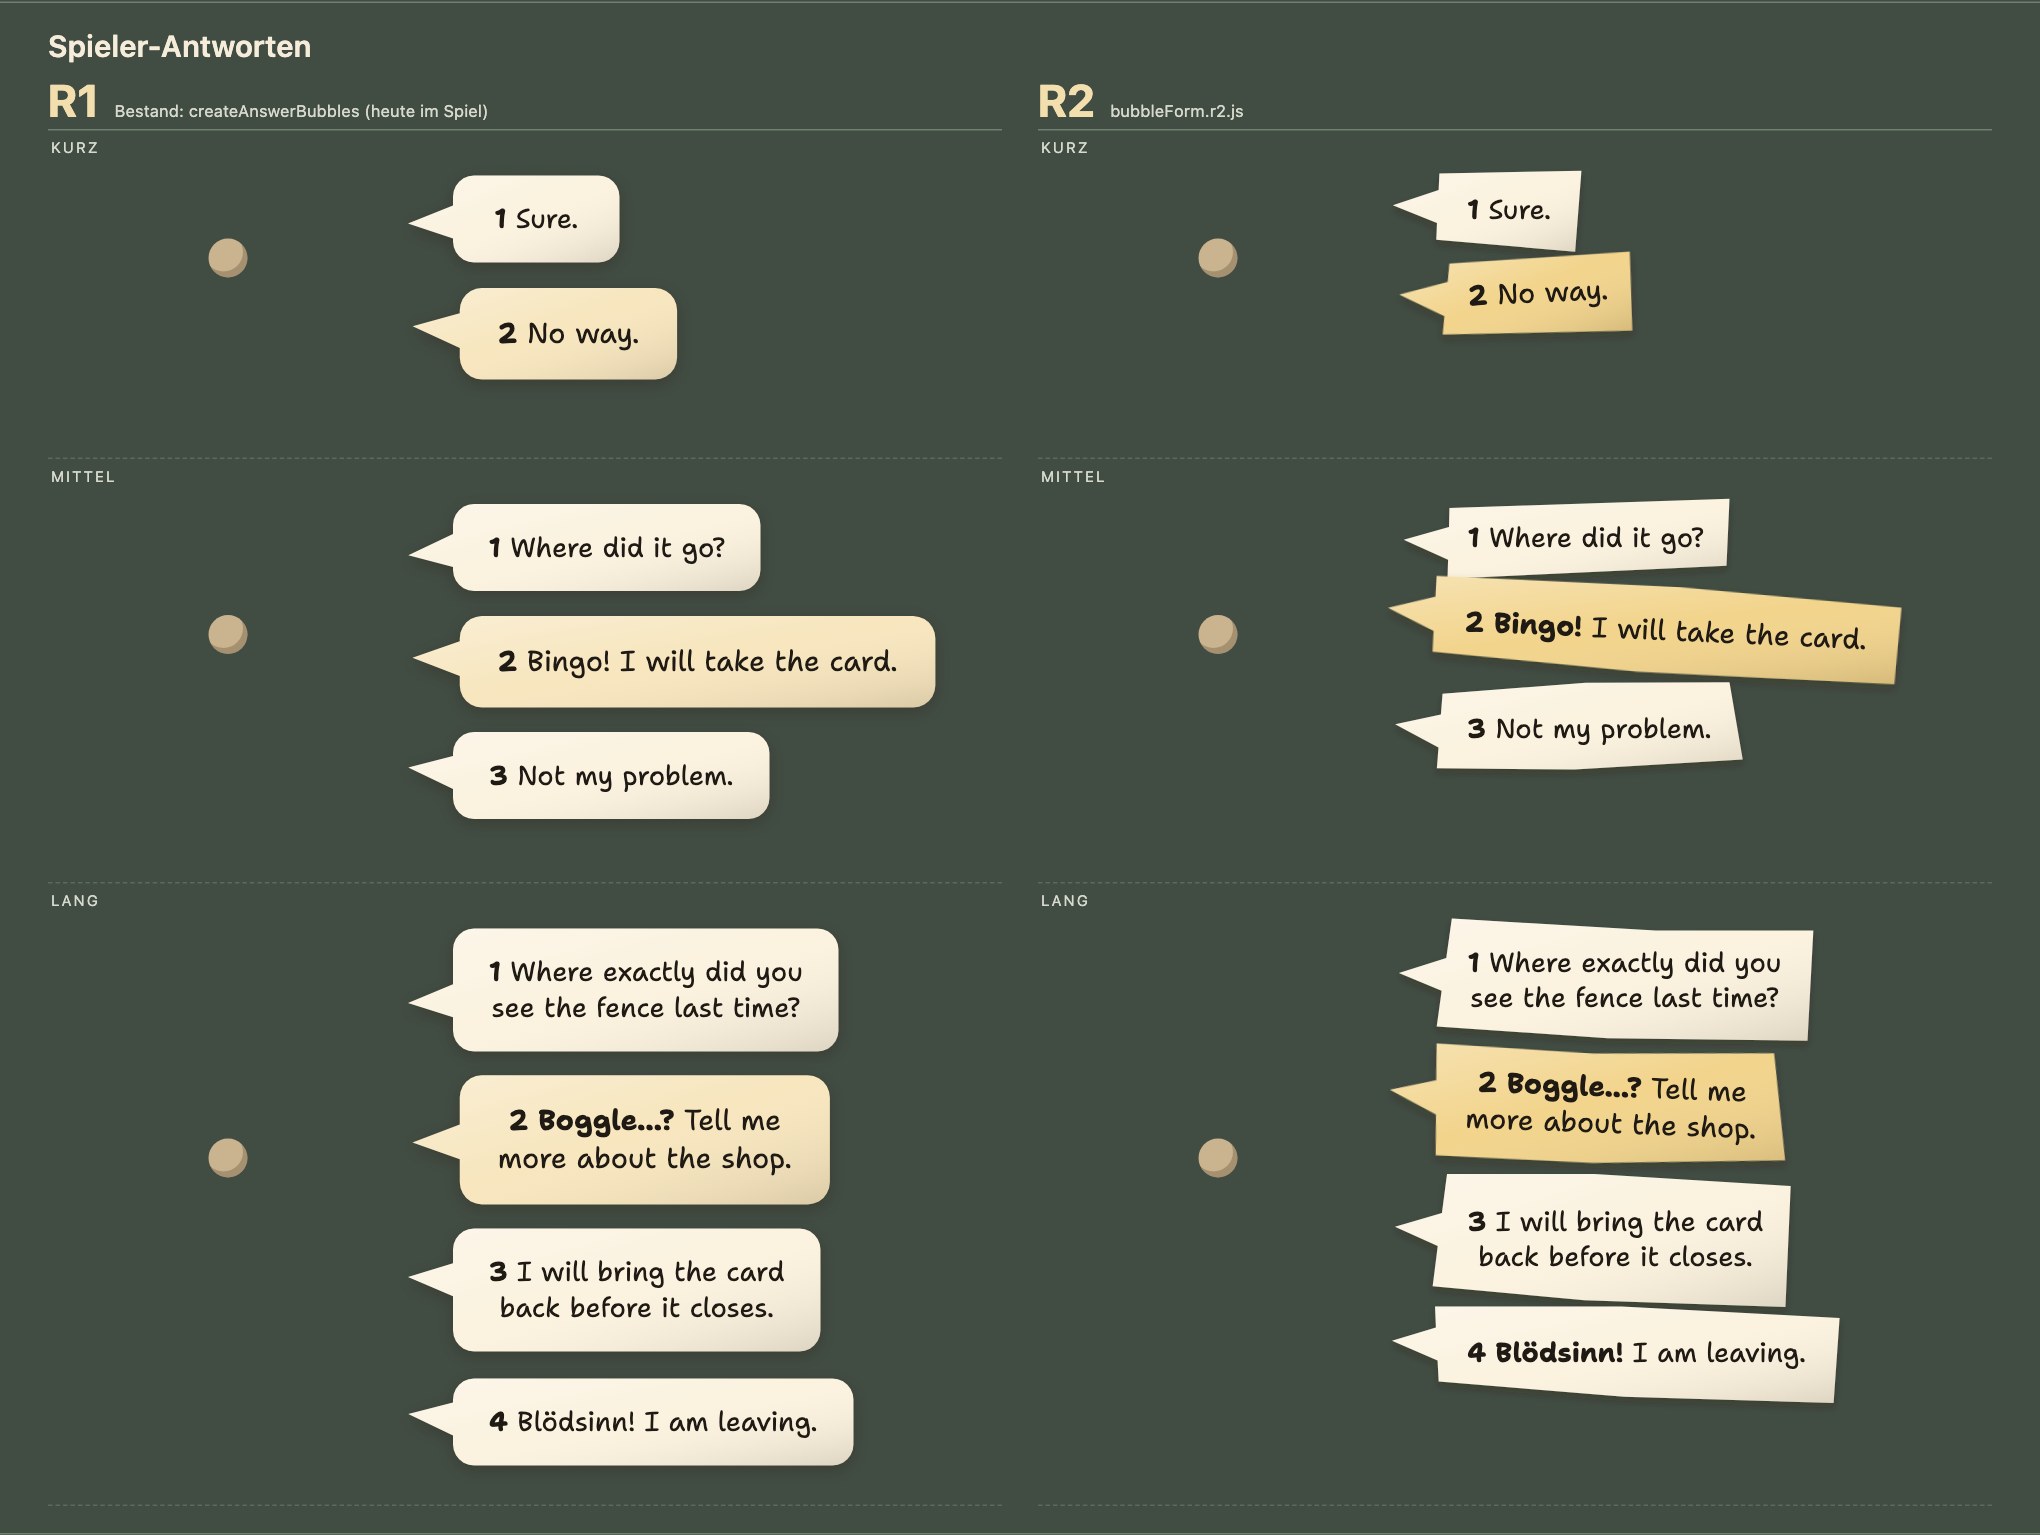 Spieler-Antworten
R1 Bestand: createAnswerBubbles (heute im Spiel)
KURZ
1 Sure.
2 No way.
MITTEL
1 Where did it go?
2 Bingo! I will take the card.
3 Not my problem.
LANG
1 Where exactly did you
see the fence last time?
2 Boggle...? Tell me
more about the shop.
3 I will bring the card
back before it closes.
4 Blödsinn! I am leaving.
R2 bubbleForm.r2.js
KURZ
1 Sure.
2 No way.
MITTEL
1 Where did it go?
2 Bingo! I will take the card.
3 Not my problem.
LANG
1 Where exactly did you
see the fence last time?
2 Boggle...? Tell me
more about the shop.
3 I will bring the card
back before it closes.
4 Blödsinn! I am leaving.